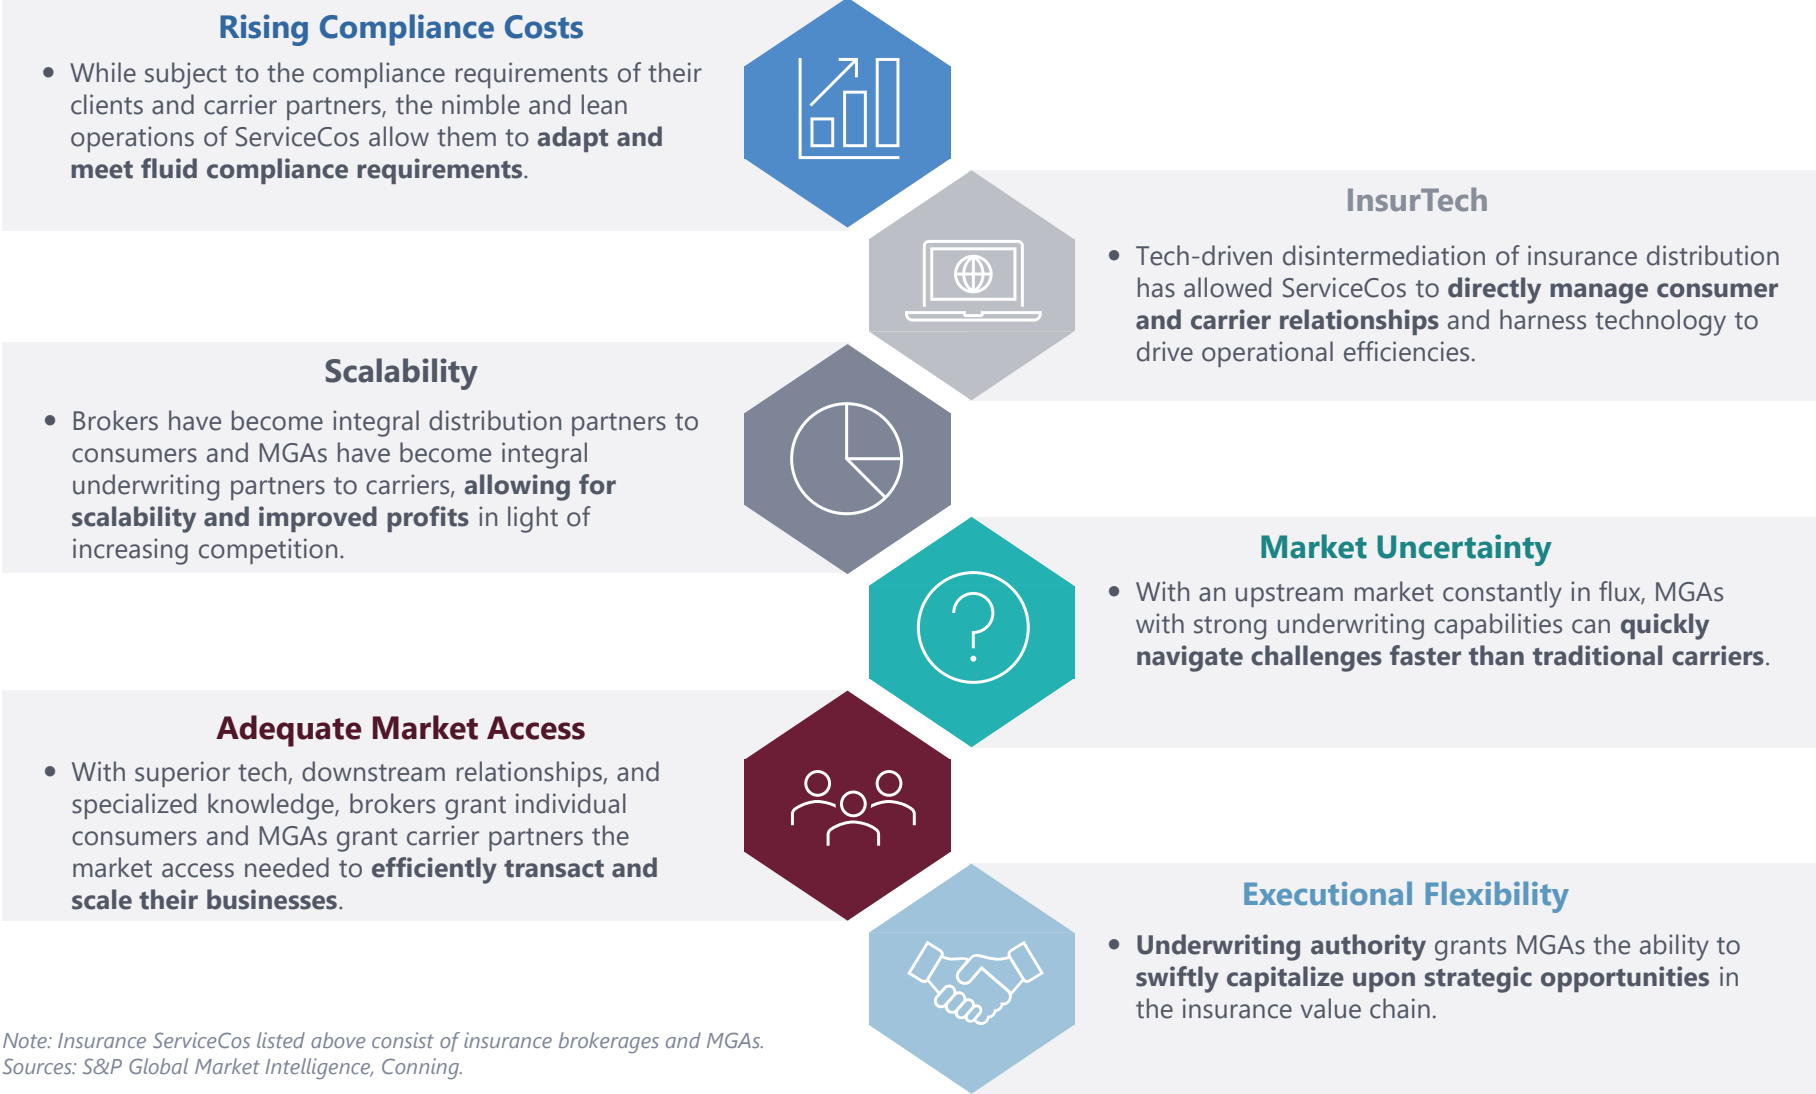 Rising Compliance Costs
• While subject to the compliance requirements of their
clients and carrier partners, the nimble and lean
operations of ServiceCos allow them to adapt and
meet fluid compliance requirements.
InsurTech
• Tech-driven disintermediation of insurance distribution
has allowed ServiceCos to directly manage consumer
and carrier relationships and harness technology to
drive operational efficiencies.
Scalability
• Brokers have become integral distribution partners to
consumers and MGAs have become integral
underwriting partners to carriers, allowing for
scalability and improved profits in light of
increasing competition.
Market Uncertainty
• With an upstream market constantly in flux, MGAs
with strong underwriting capabilities can quickly
navigate challenges faster than traditional carriers.
Adequate Market Access
• With superior tech, downstream relationships, and
specialized knowledge, brokers grant individual
consumers and MGAs grant carrier partners the
market access needed to efficiently transact and
scale their businesses.
Executional Flexibility
• Underwriting authority grants MGAs the ability to
swiftly capitalize upon strategic opportunities in
the insurance value chain.
Note: Insurance ServiceCos listed above consist of insurance brokerages and MGAs.
Sources: S&P Global Market Intelligence, Conning.